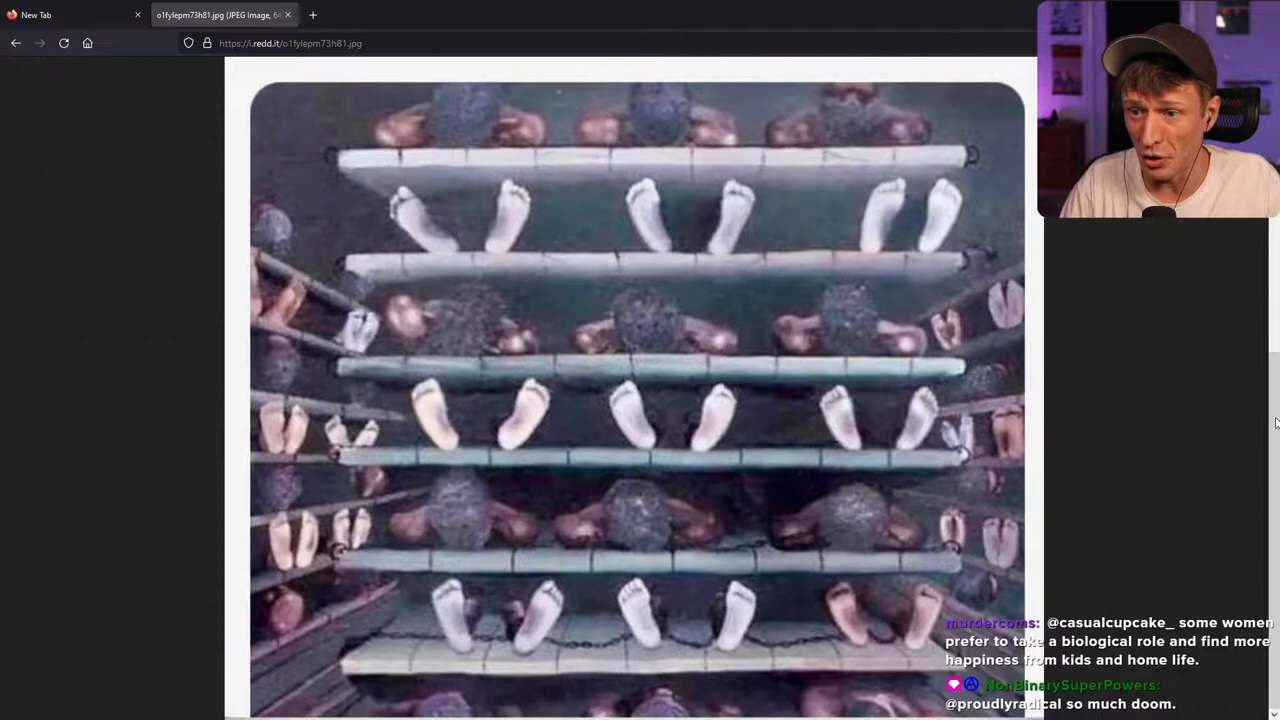 New Tab
o1fylepm73h81.jpg (JPEG Image, 64
https://i.redd.it/o1fylepm73h81.jpg
murdercoms: @casualcupcake_ some women
prefer to take a biological role and find more
happiness from kids and home life.
NonBinarySuperPowers:
@proudlyradical so much doom.